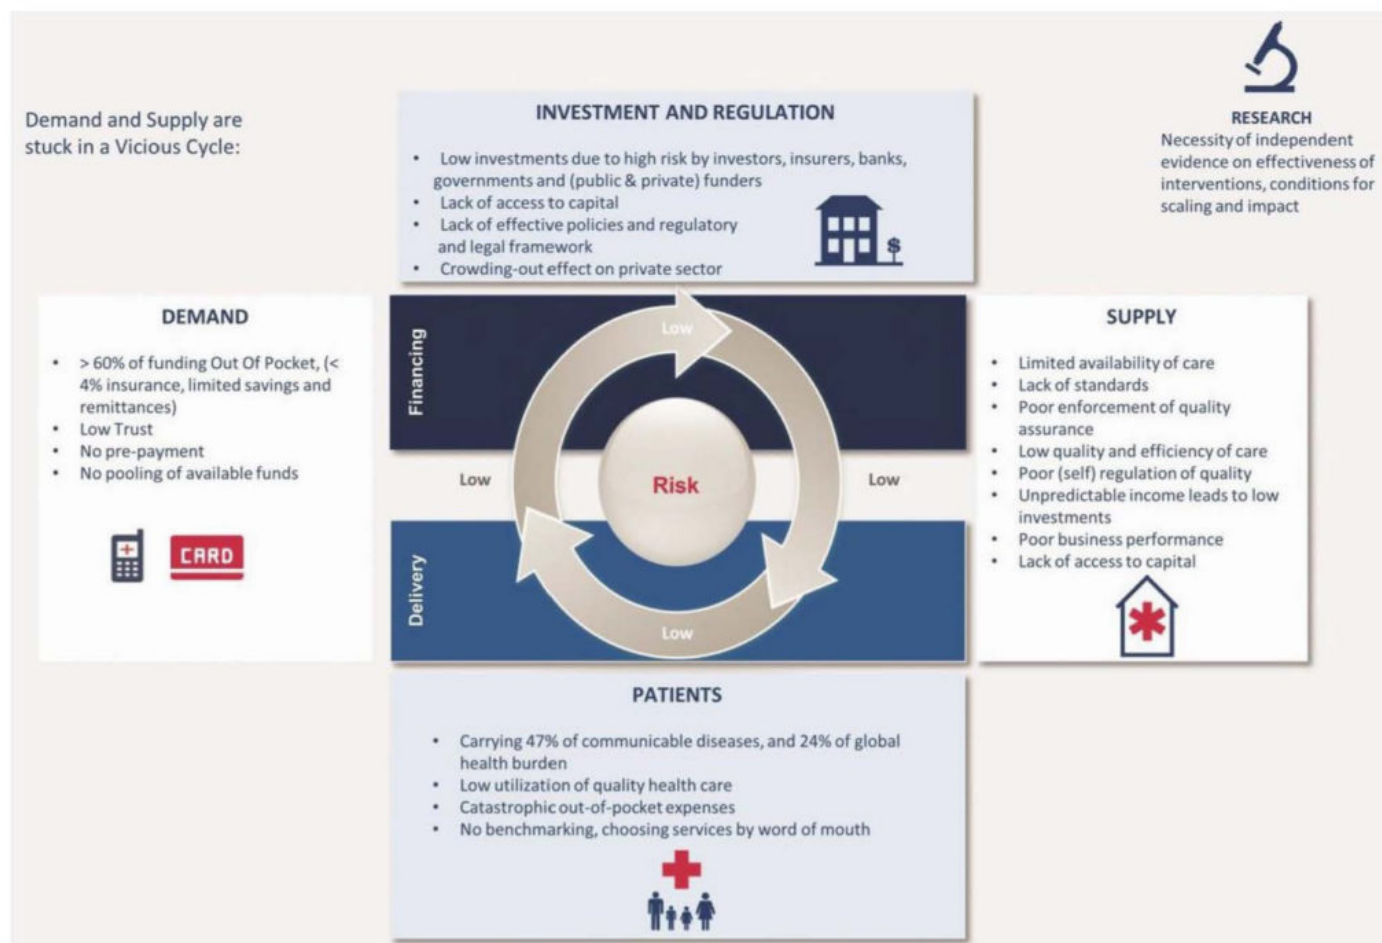 Demand and Supply are
stuck in a Vicious Cycle:
INVESTMENT AND REGULATION
• Low investments due to high risk by investors, insurers, banks,
governments and (public & private) funders
• Lack of access to capital
• Lack of effective policies and regulatory
and legal framework
• Crowding-out effect on private sector
$
RESEARCH
Necessity of independent
evidence on effectiveness of
interventions, conditions for
scaling and impact
DEMAND
• > 60% of funding Out Of Pocket, (<
4% insurance, limited savings and
remittances)
• Low Trust
• No pre-payment
• No pooling of available funds
CARD
Financing
Low
Low
Risk
Low
Delivery
Low
SUPPLY
• Limited availability of care
• Lack of standards
• Poor enforcement of quality
assurance
• Low quality and efficiency of care
• Poor (self) regulation of quality
• Unpredictable income leads to low
investments
• Poor business performance
• Lack of access to capital
PATIENTS
• Carrying 47% of communicable diseases, and 24% of global
health burden
• Low utilization of quality health care
• Catastrophic out-of-pocket expenses
• No benchmarking, choosing services by word of mouth